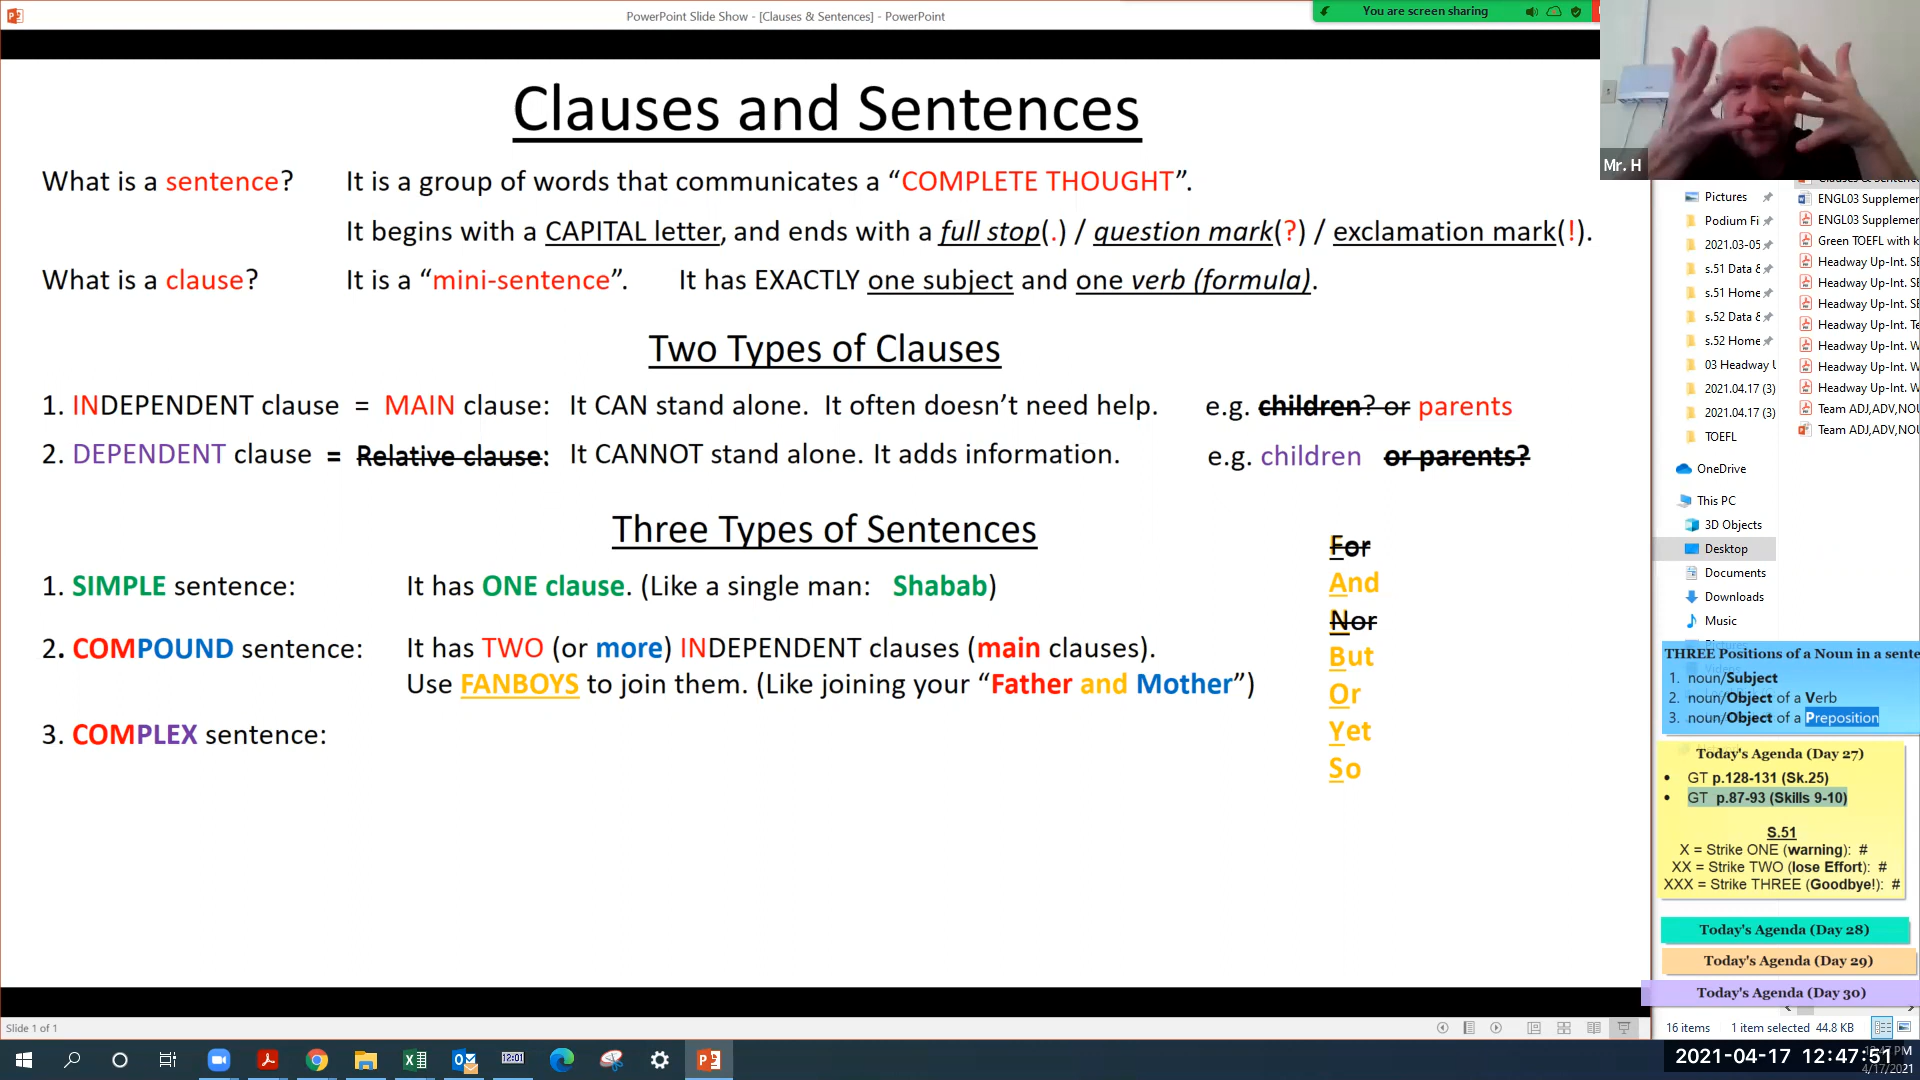 PowerPoint Slide Show - [Clauses & Sentences] - PowerPoint
You are screen sharing
Mr. H
Clauses and Sentences
What is a sentence? It is a group of words that communicates a “COMPLETE THOUGHT”.
It begins with a CAPITAL letter, and ends with a full stop(.) / question mark(?) / exclamation mark(!).
What is a clause? It is a “mini-sentence”. It has EXACTLY one subject and one verb (formula).
Two Types of Clauses
1. INDEPENDENT clause = MAIN clause: It CAN stand alone. It often doesn’t need help. e.g. children? or parents
2. DEPENDENT clause = Relative clause: It CANNOT stand alone. It adds information. e.g. children or parents?
Three Types of Sentences
1. SIMPLE sentence: It has ONE clause. (Like a single man: Shabab)
2. COMPOUND sentence: It has TWO (or more) INDEPENDENT clauses (main clauses).
Use FANBOYS to join them. (Like joining your “Father and Mother”)
3. COMPLEX sentence:
For
And
Nor
But
Or
Yet
So
Pictures
Podium Fi
2021.03-05
s.51 Data &
s.51 Home
s.52 Data &
s.52 Home
03 Headway U
2021.04.17 (3)
2021.04.17 (3)
TOEFL
OneDrive
This PC
3D Objects
Desktop
Documents
Downloads
Music
Clauses & Sentenc
ENGL03 Supplemer
ENGL03 Supplemer
Green TOEFL with k
Headway Up-Int. SE
Headway Up-Int. SE
Headway Up-Int. SE
Headway Up-Int. Te
Headway Up-Int. W
Headway Up-Int. W
Headway Up-Int. W
Team ADJ,ADV,NOU
Team ADJ,ADV,NOU
THREE Positions of a Noun in a sente
1. noun/Subject
2. noun/Object of a Verb
3. noun/Object of a Preposition
Today's Agenda (Day 27)
• GT p.128-131 (Sk.25)
• GT p.87-93 (Skills 9-10)
S.51
X = Strike ONE (warning): #
XX = Strike TWO (lose Effort): #
XXX = Strike THREE (Goodbye!): #
Today's Agenda (Day 28)
Today's Agenda (Day 29)
Today's Agenda (Day 30)
16 items 1 item selected 44.8 KB
Slide 1 of 1
12:01
2021-04-17 12:47:51
4/17/2021